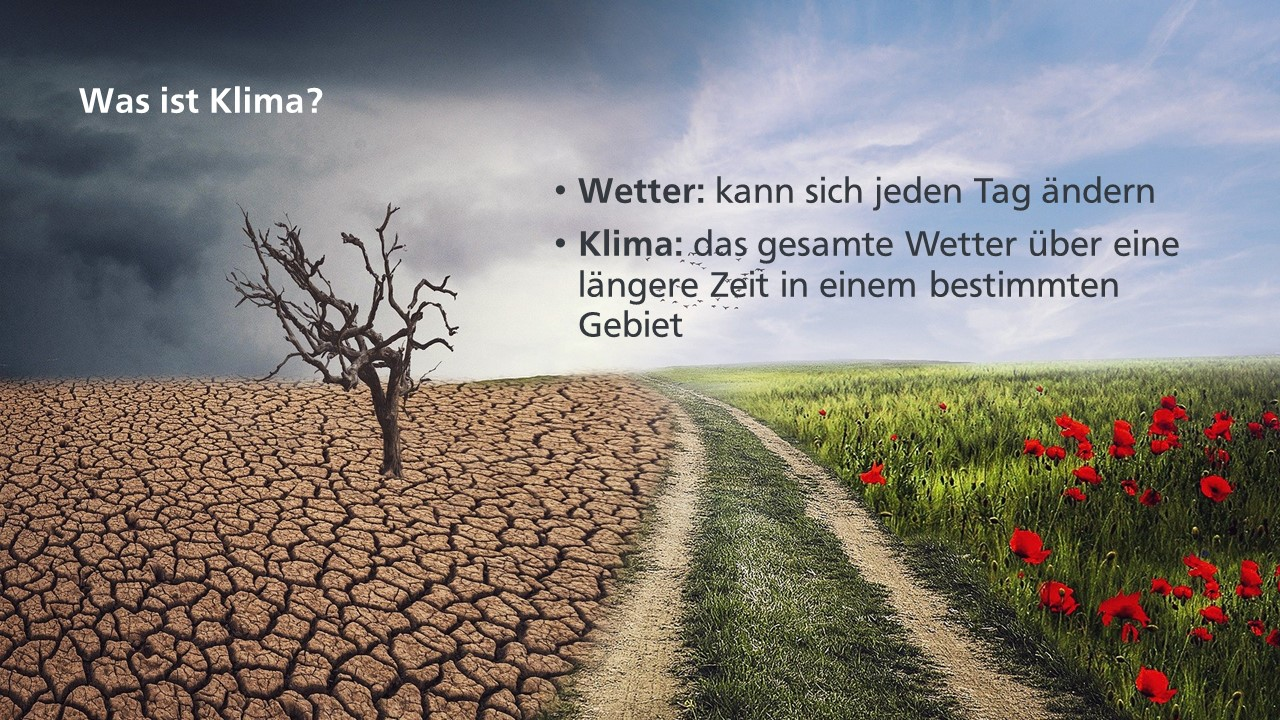 Was ist Klima?
• Wetter: kann sich jeden Tag ändern
• Klima: das gesamte Wetter über eine
längere Zeit in einem bestimmten
Gebiet